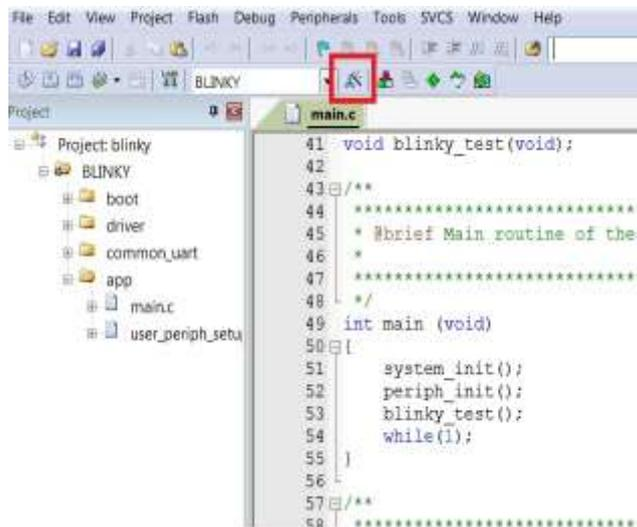 File Edit View Project Flash Debug Peripherals Tools SVCS Window Help
BLINKY
Project
main.c
Project: blinky
BLINKY
boot
driver
common_uart
app
main.c
user_periph_setu
41 void blinky_test(void);
42
43 /**
44 ****************************
45 * @brief Main routine of the
46 *
47 ****************************
48 */
49 int main (void)
50 {
51 system_init();
52 periph_init();
53 blinky_test();
54 while(1);
55 }
56
57 /**
58 ****************************